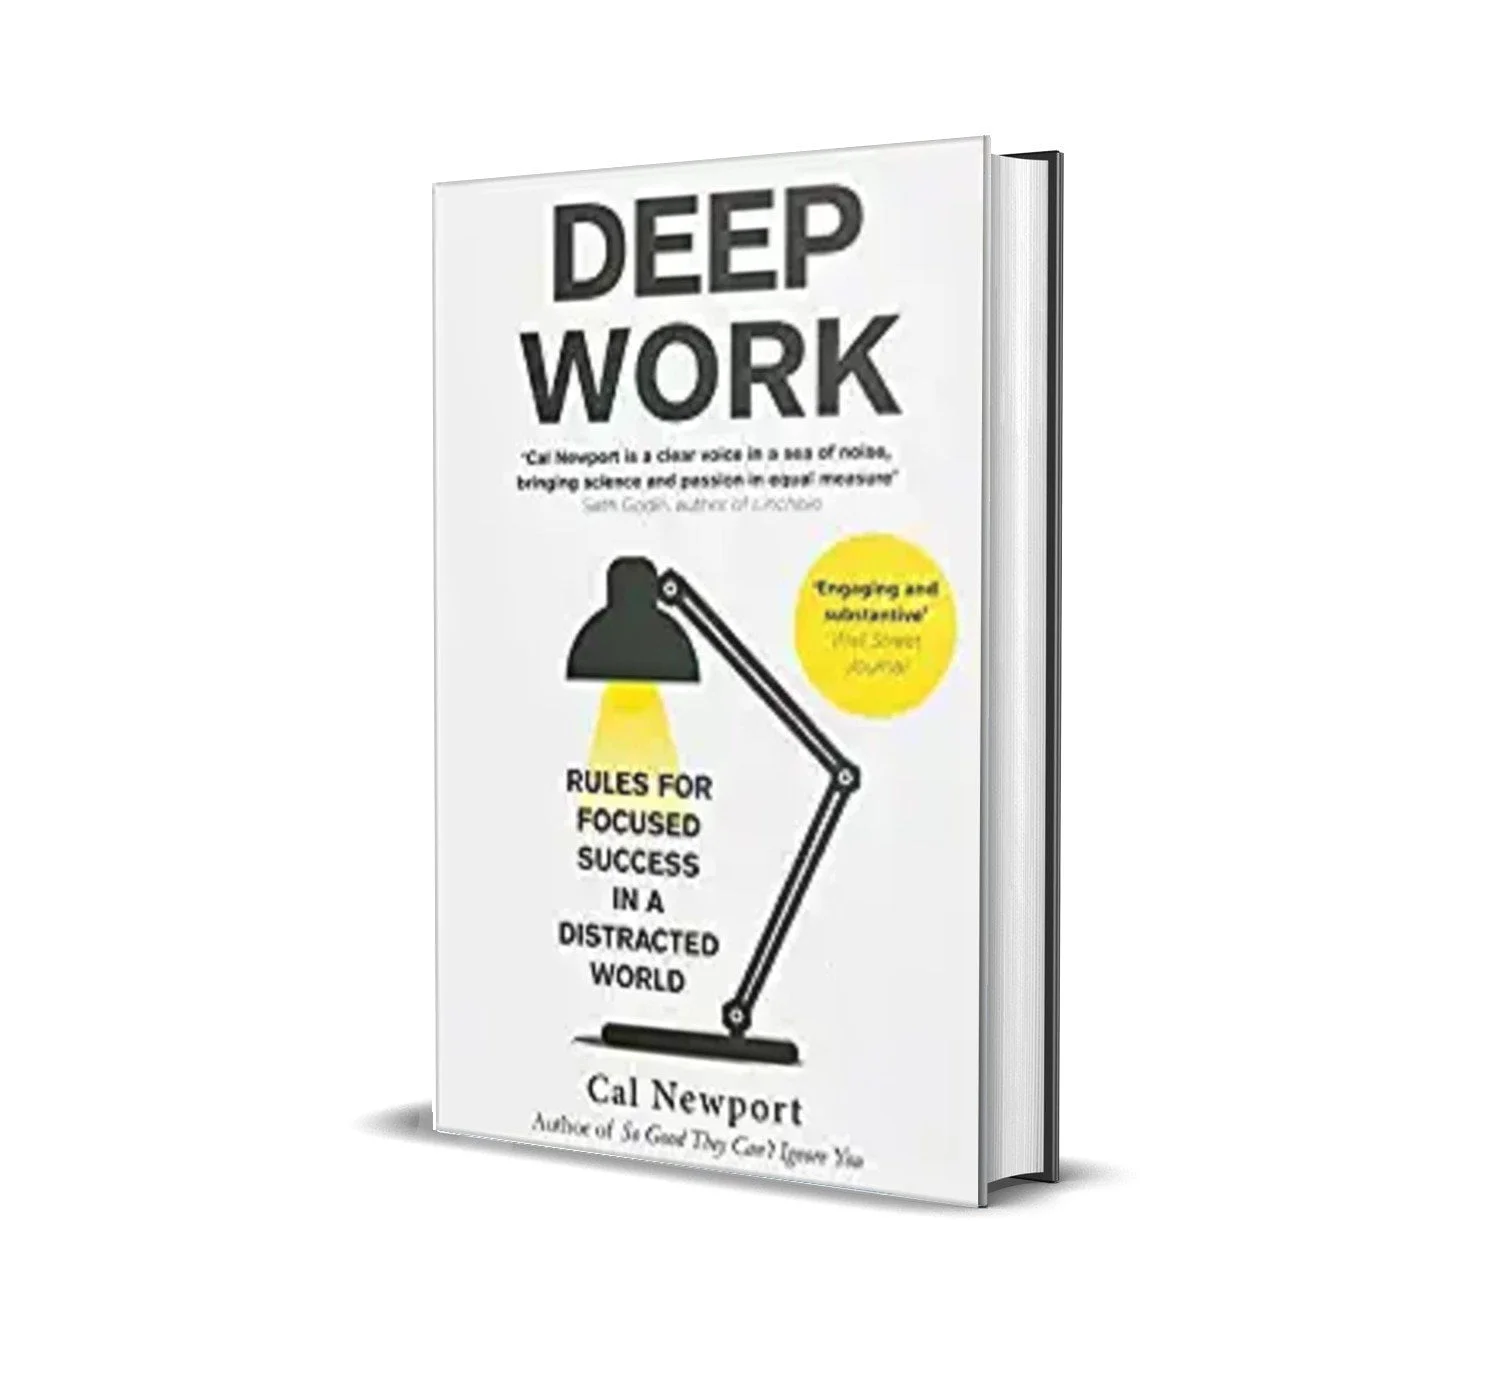 DEEP
WORK
"Cal Newport is a clear voice in a sea of noise,
bringing science and passion in equal measure"
Seth Godin, author of Linchpin
'Engaging and
substantive'
Wall Street
Journal
RULES FOR
FOCUSED
SUCCESS
IN A
DISTRACTED
WORLD
Cal Newport
Author of So Good They Can't Ignore You